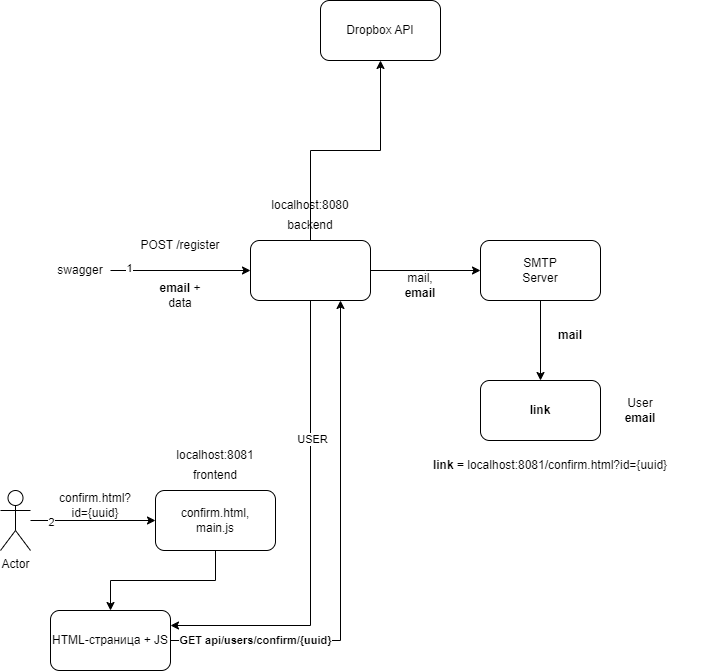 Dropbox API
localhost:8080
backend
POST /register
swagger
1
email +
data
mail,
email
SMTP
Server
mail
link
User
email
link = localhost:8081/confirm.html?id={uuid}
USER
localhost:8081
frontend
confirm.html?
id={uuid}
2
confirm.html,
main.js
Actor
HTML-страница + JS
GET api/users/confirm/{uuid}